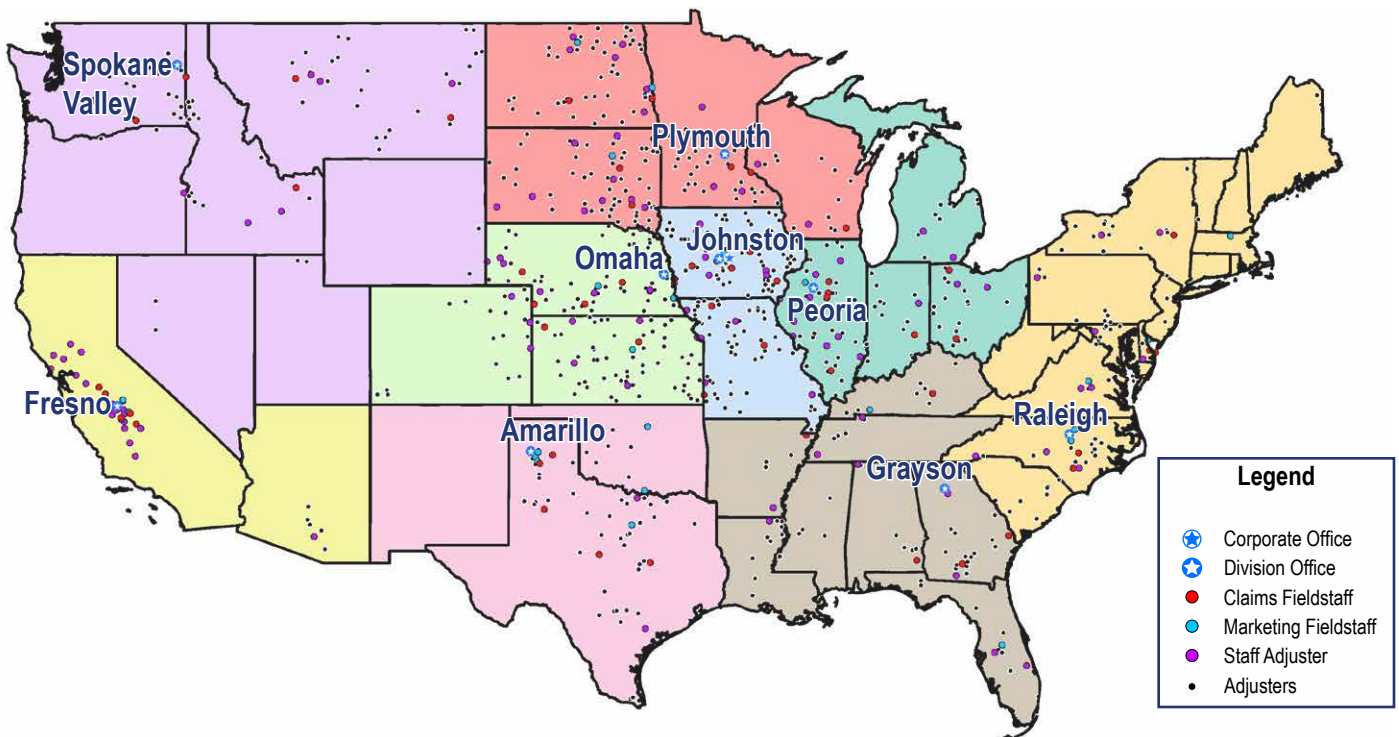 Spokane
Valley
Plymouth
Johnston
Omaha
Peoria
Fresno
Amarillo
Raleigh
Grayson
Legend
Corporate Office
Division Office
Claims Fieldstaff
Marketing Fieldstaff
Staff Adjuster
Adjusters